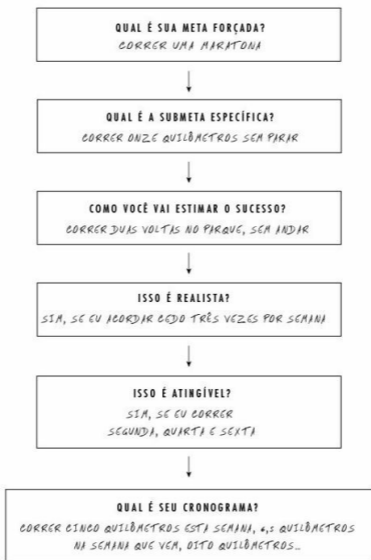 QUAL É SUA META FORÇADA?
CORRER UMA MARATONA
QUAL É A SUBMETA ESPECÍFICA?
CORRER ONZE QUILÔMETROS SEM PARAR
COMO VOCÊ VAI ESTIMAR O SUCESSO?
CORRER DUAS VOLTAS NO PARQUE, SEM ANDAR
ISSO É REALISTA?
SIM, SE EU ACORDAR CEDO TRÊS VEZES POR SEMANA
ISSO É ATINGÍVEL?
SIM, SE EU CORRER
SEGUNDA, QUARTA E SEXTA
QUAL É SEU CRONOGRAMA?
CORRER CINCO QUILÔMETROS ESTA SEMANA, 6,5 QUILÔMETROS
NA SEMANA QUE VEM, OITO QUILÔMETROS...